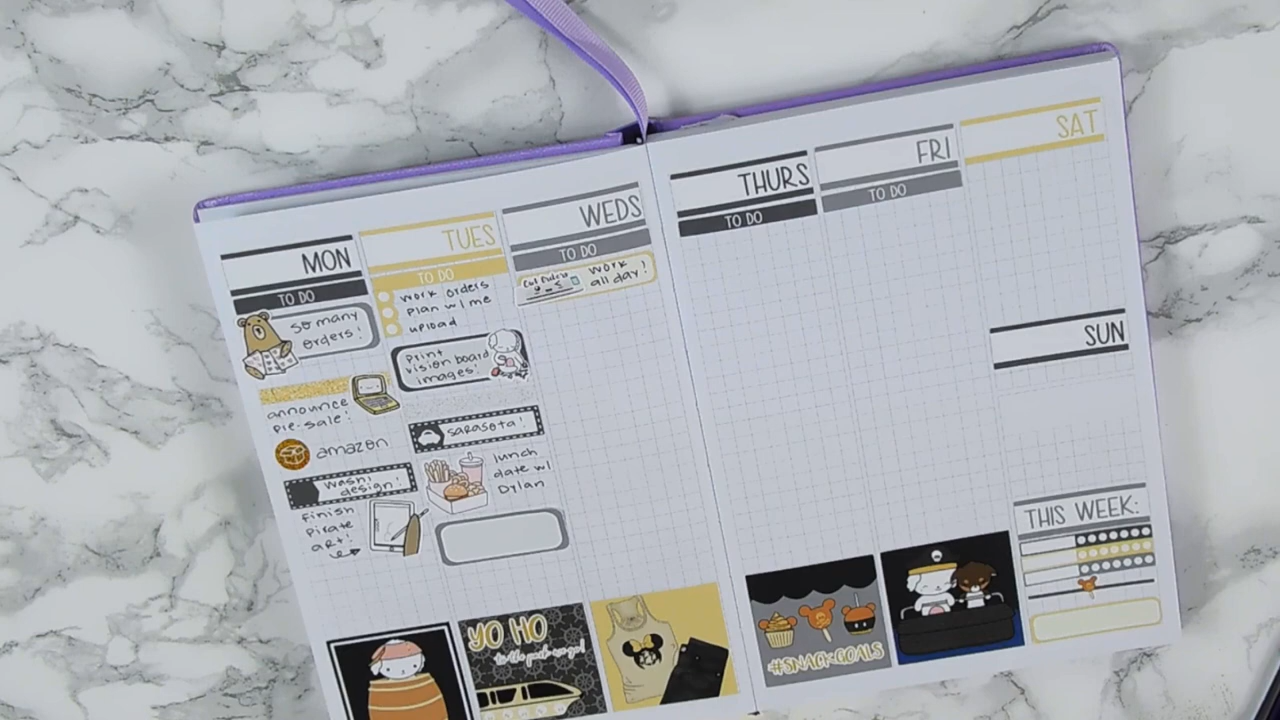 MON
TO DO
so many
orders!
announce
pre-sale!
amazon
washi
design!
finish
pirate
art!
TUES
TO DO
work orders
plan w/ me
upload
Print
vision board
images!
sarasota!
lunch
date w/
Dylan
WEDS
TO DO
work
all day!
YO HO
THURS
TO DO
#SNACKGOALS
FRI
TO DO
SAT
SUN
THIS WEEK: